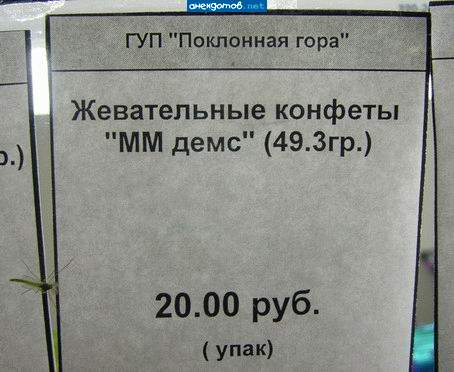 анекдотов.net
ГУП "Поклонная гора"
Жевательные конфеты
"ММ демс" (49.3гр.)
р.)
20.00 руб.
( упак)